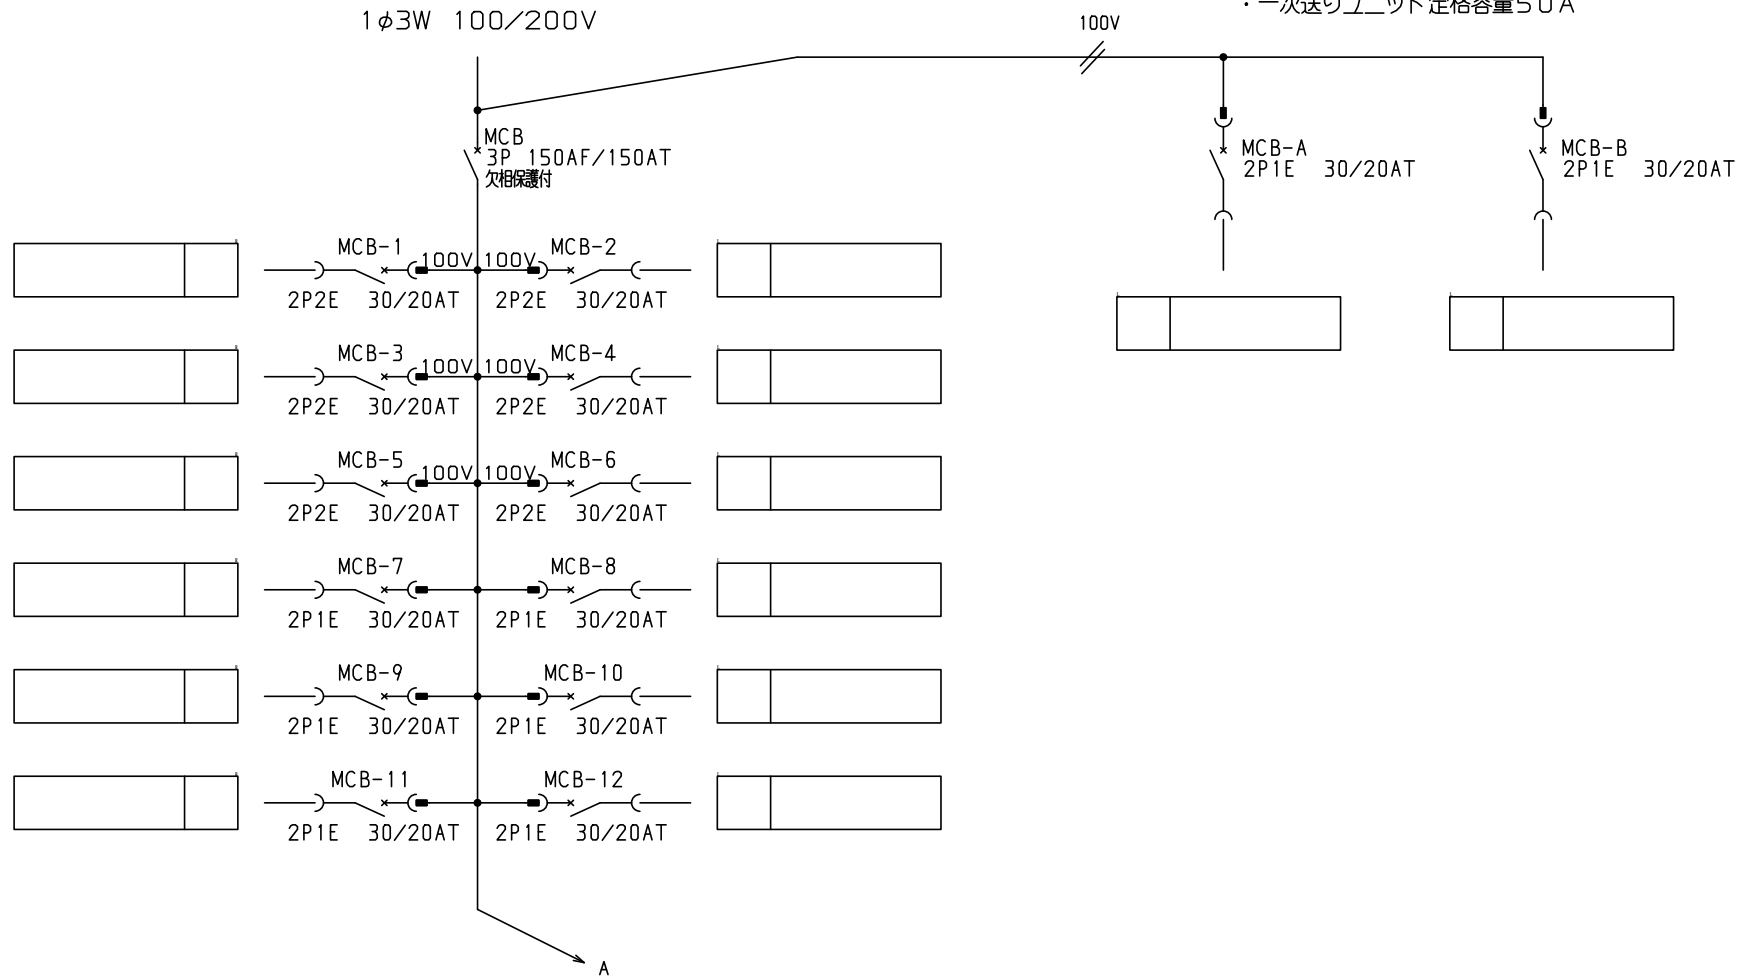 1φ3W 100/200V
・一次送りユニット定格容量50A
100V
MCB
3P 150AF/150AT
欠相保護付
MCB-A
2P1E 30/20AT
MCB-B
2P1E 30/20AT
MCB-1 100V 100V MCB-2
2P2E 30/20AT 2P2E 30/20AT
MCB-3 100V 100V MCB-4
2P2E 30/20AT 2P2E 30/20AT
MCB-5 100V 100V MCB-6
2P2E 30/20AT 2P2E 30/20AT
MCB-7 MCB-8
2P1E 30/20AT 2P1E 30/20AT
MCB-9 MCB-10
2P1E 30/20AT 2P1E 30/20AT
MCB-11 MCB-12
2P1E 30/20AT 2P1E 30/20AT
A